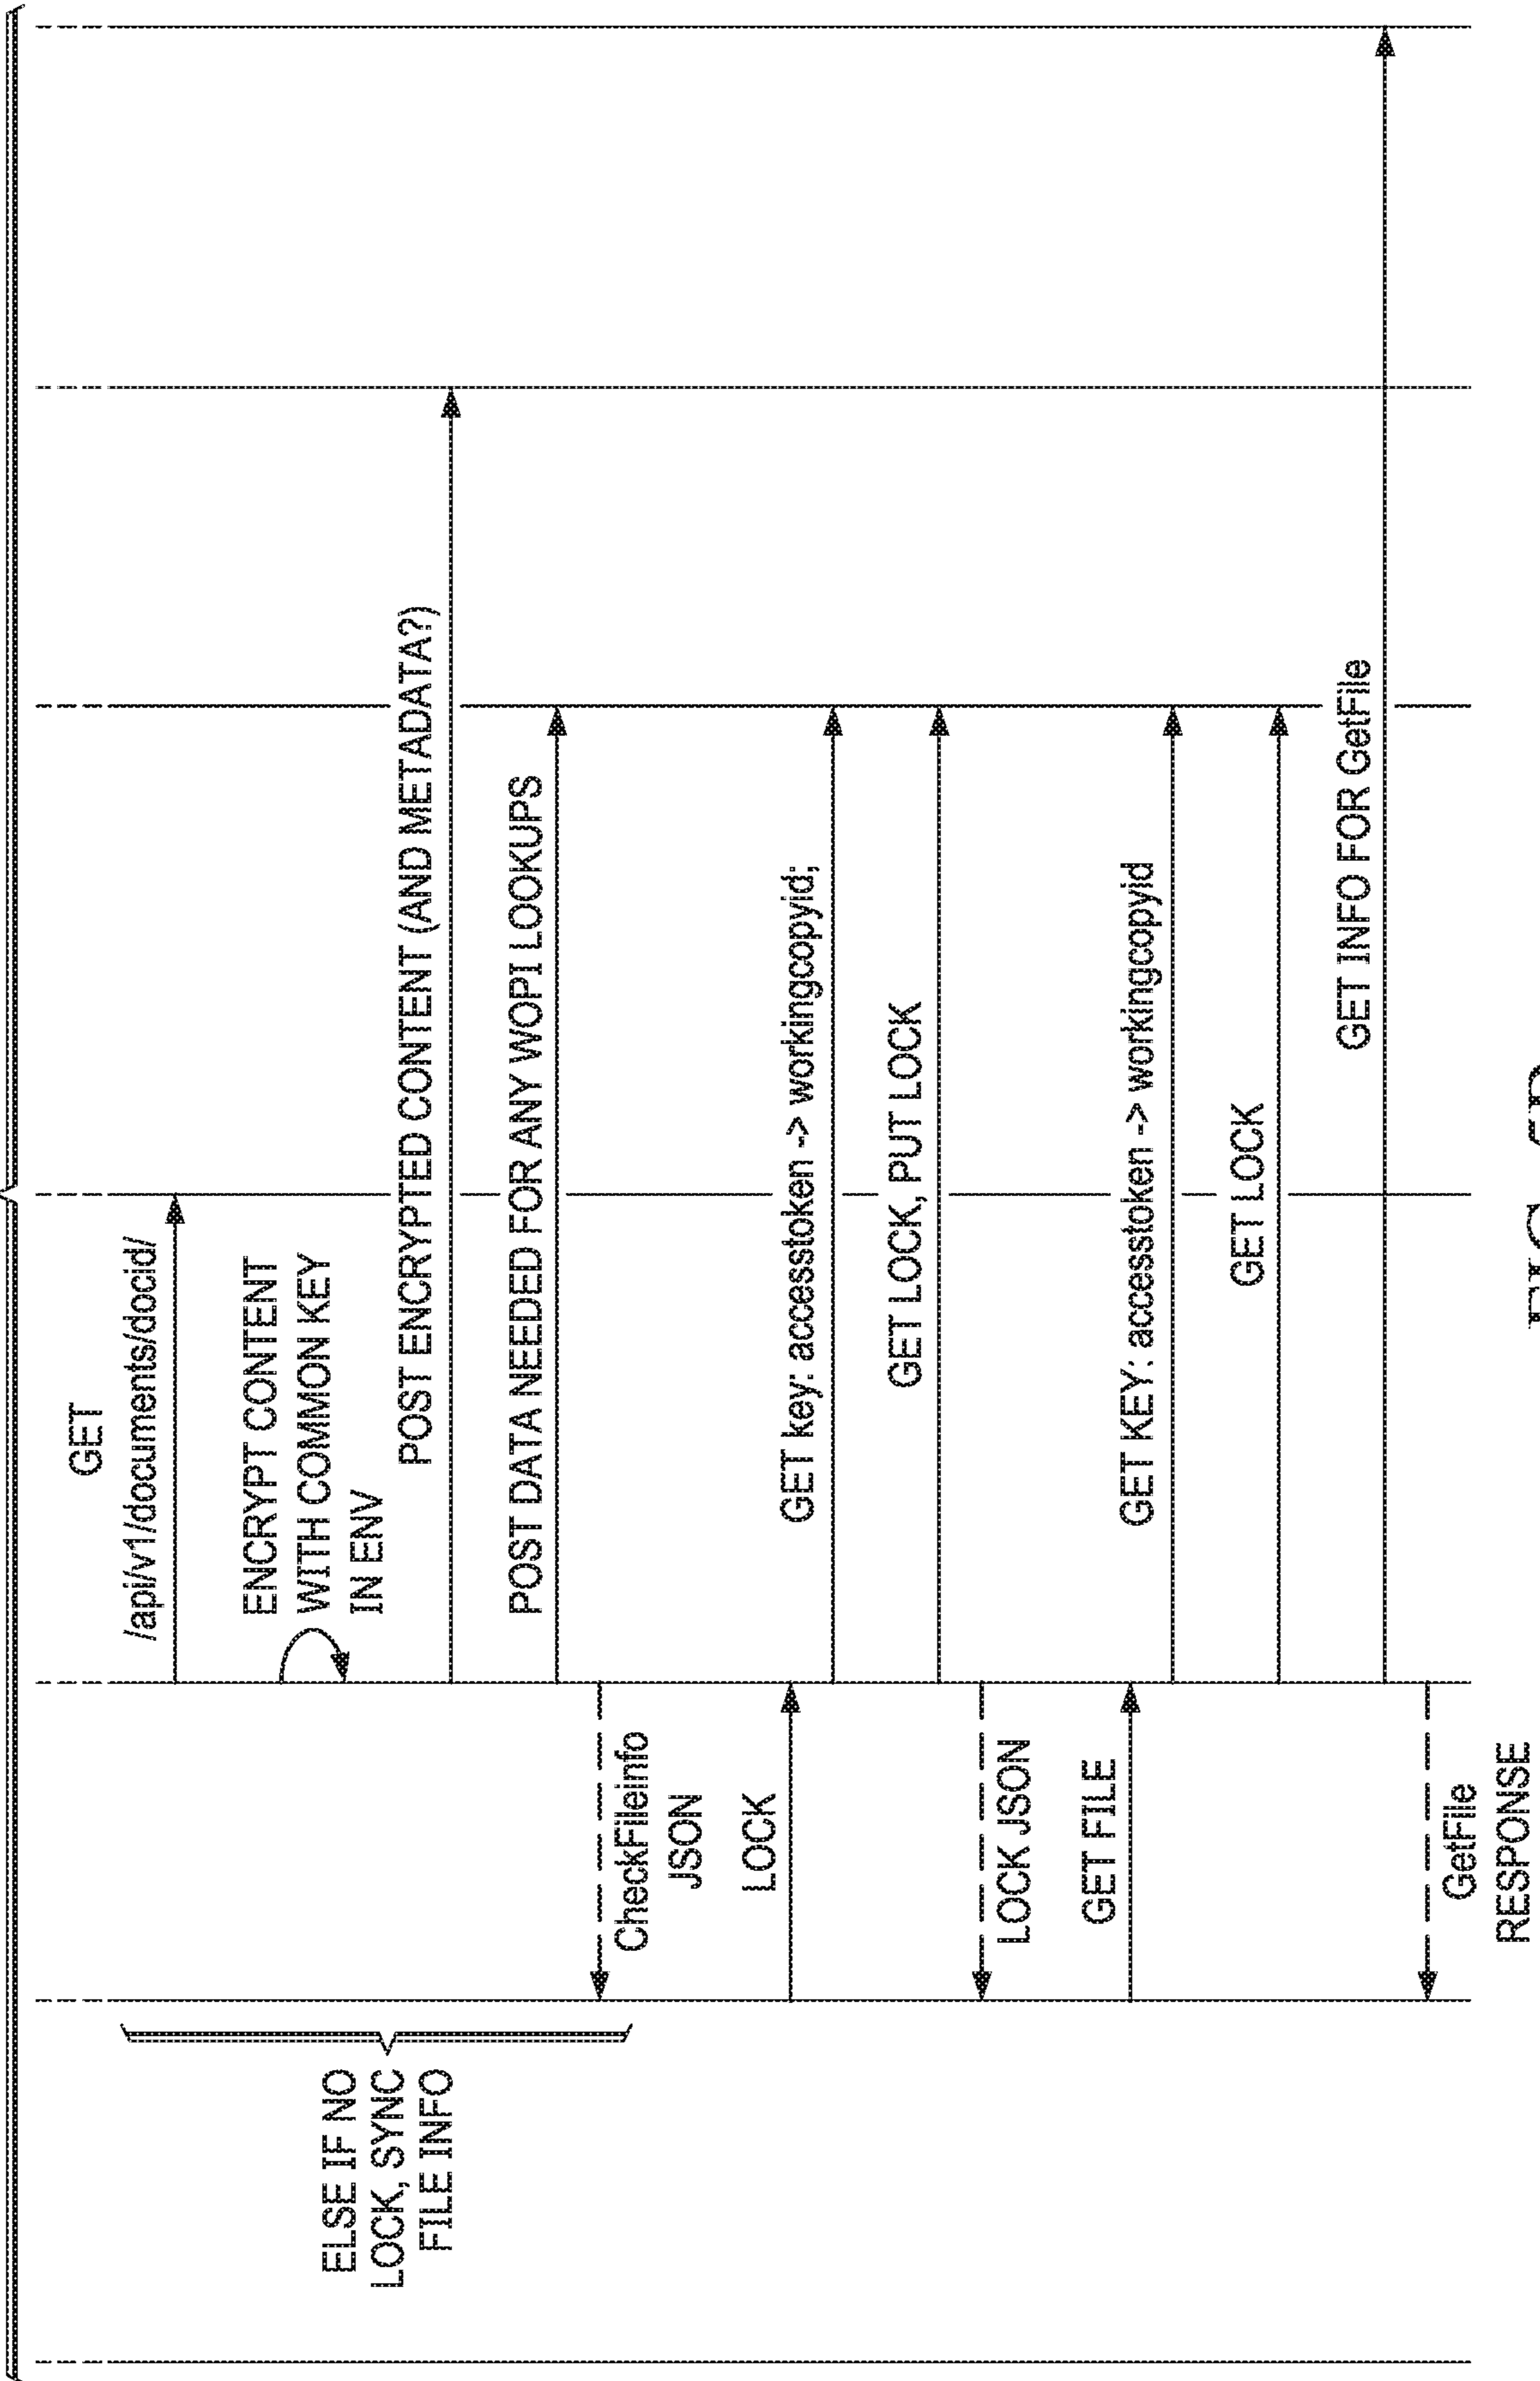 GET
/api/v1/documents/docid/
ENCRYPT CONTENT
WITH COMMON KEY
IN ENV
POST ENCRYPTED CONTENT (AND METADATA?)
POST DATA NEEDED FOR ANY WOPI LOOKUPS
ELSE IF NO
LOCK, SYNC
FILE INFO
CheckFileinfo
JSON
LOCK
GET key: accesstoken -> workingcopyid;
GET LOCK, PUT LOCK
LOCK JSON
GET FILE
GET KEY: accesstoken -> workingcopyid
GET LOCK
GET INFO FOR GetFile
GetFile
RESPONSE